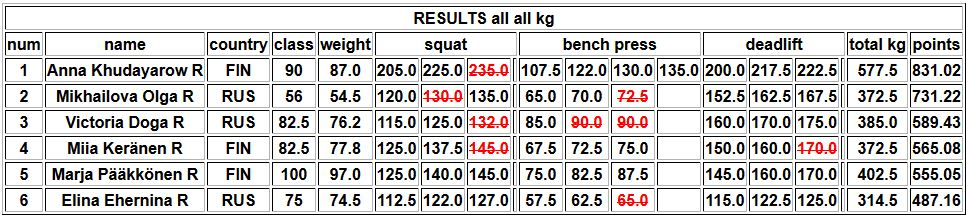 RESULTS all all kg
num name country class weight squat bench press deadlift total kg points
1 Anna Khudayarow R FIN 90 87.0 205.0 225.0 235.0 107.5 122.0 130.0 135.0 200.0 217.5 222.5 577.5 831.02
2 Mikhailova Olga R RUS 56 54.5 120.0 130.0 135.0 65.0 70.0 72.5 152.5 162.5 167.5 372.5 731.22
3 Victoria Doga R RUS 82.5 76.2 115.0 125.0 132.0 85.0 90.0 90.0 160.0 170.0 175.0 385.0 589.43
4 Miia Keränen R FIN 82.5 77.8 125.0 137.5 145.0 67.5 72.5 75.0 150.0 160.0 170.0 372.5 565.08
5 Marja Pääkkönen R FIN 100 97.0 125.0 140.0 145.0 75.0 82.5 87.5 145.0 160.0 170.0 402.5 555.05
6 Elina Ehernina R RUS 75 74.5 112.5 122.0 127.0 57.5 62.5 65.0 115.0 122.5 125.0 314.5 487.16